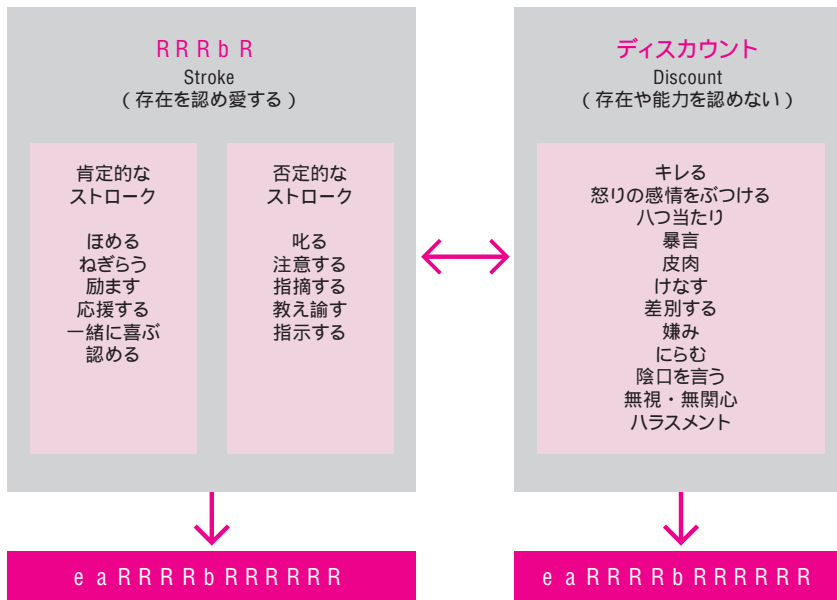 RRRbR
Stroke
(存在を認め愛する)
肯定的な
ストローク
ほめる
ねぎらう
励ます
応援する
一緒に喜ぶ
認める
否定的な
ストローク
叱る
注意する
指摘する
教え諭す
指示する
ディスカウント
Discount
(存在や能力を認めない)
キレる
怒りの感情をぶつける
八つ当たり
暴言
皮肉
けなす
差別する
嫌み
にらむ
陰口を言う
無視・無関心
ハラスメント
eaRRRRbRRRRRR
eaRRRRbRRRRRR